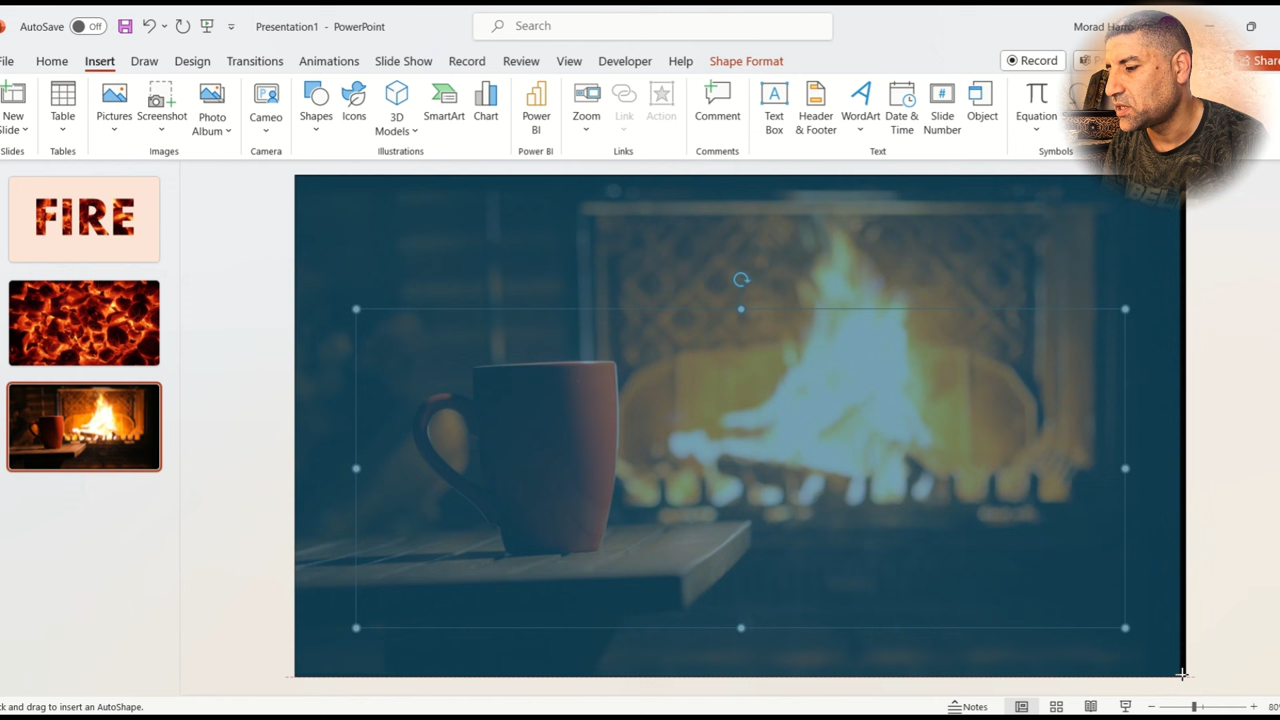 AutoSave Off Presentation1 - PowerPoint Search Morad
File Home Insert Draw Design Transitions Animations Slide Show Record Review View Developer Help Shape Format Record Share
New Slide
Table
Pictures
Screenshot
Photo Album
Cameo
Shapes
Icons
3D Models
SmartArt
Chart
Power BI
Zoom
Link
Action
Comment
Text Box
Header & Footer
WordArt
Date & Time
Slide Number
Object
Equation
Slides Tables Images Camera Illustrations Power BI Links Comments Text Symbols
FIRE
ck and drag to insert an AutoShape. Notes 80